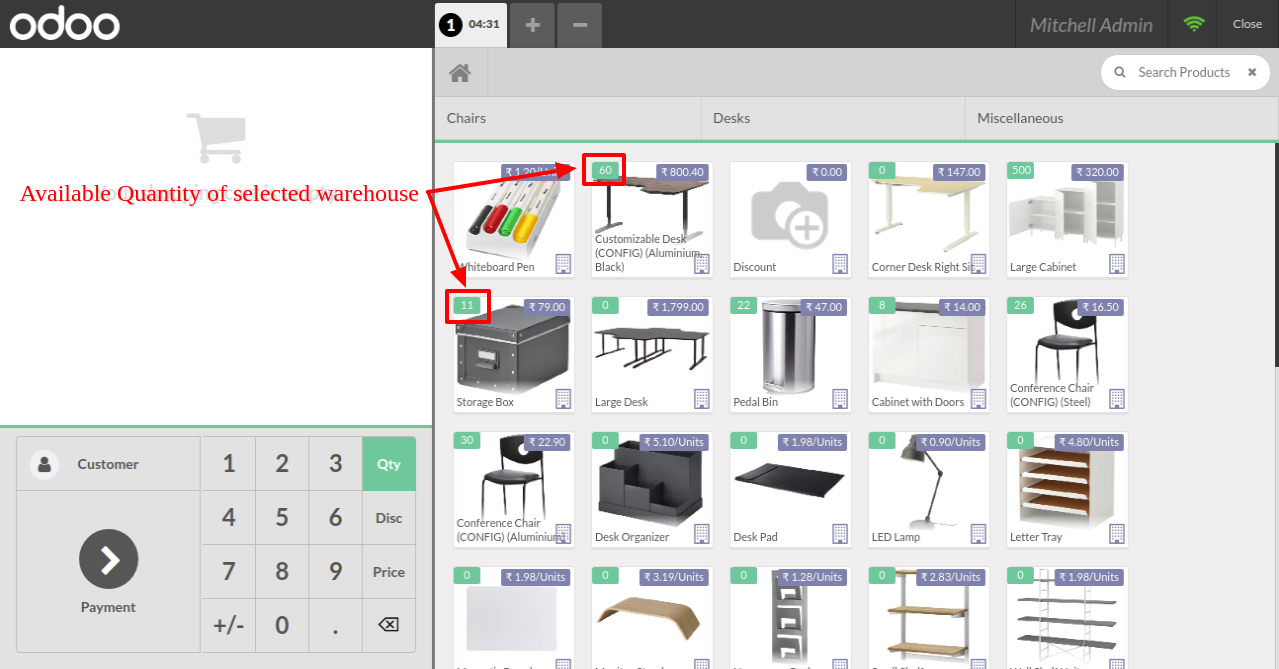 odoo
1 04:31 + −
Mitchell Admin
Close
Search Products
Chairs
Desks
Miscellaneous
Available Quantity of selected warehouse
₹ 1.20/Units
Whiteboard Pen
60
₹ 800.40
Customizable Desk
(CONFIG) (Aluminium,
Black)
₹ 0.00
Discount
0
₹ 147.00
Corner Desk Right Sit
500
₹ 320.00
Large Cabinet
11
₹ 79.00
Storage Box
0
₹ 1,799.00
Large Desk
22
₹ 47.00
Pedal Bin
8
₹ 14.00
Cabinet with Doors
26
₹ 16.50
Conference Chair
(CONFIG) (Steel)
30
₹ 22.90
Conference Chair
(CONFIG) (Aluminium)
0
₹ 5.10/Units
Desk Organizer
0
₹ 1.98/Units
Desk Pad
0
₹ 0.90/Units
LED Lamp
0
₹ 4.80/Units
Letter Tray
0
₹ 1.98/Units
0
₹ 3.19/Units
0
₹ 1.28/Units
0
₹ 2.83/Units
0
₹ 1.98/Units
Customer
1 2 3 Qty
4 5 6 Disc
7 8 9 Price
+/- 0 .
Payment